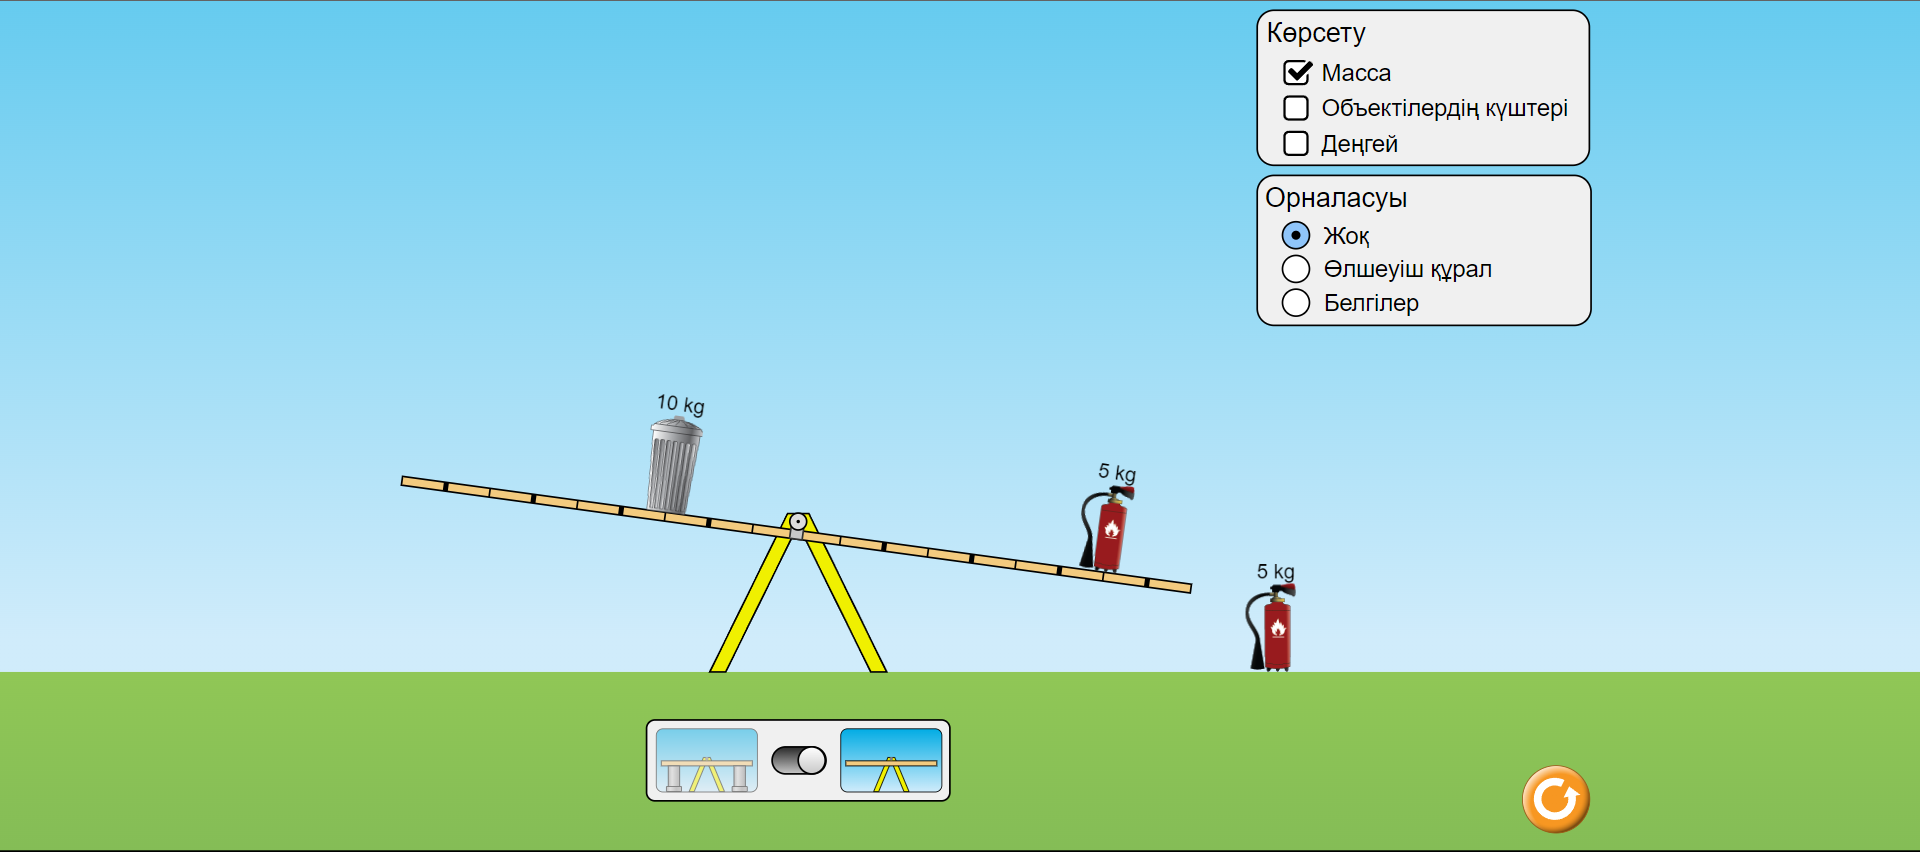 Көрсету
Масса
Объектілердің күштері
Деңгей
Орналасуы
Жоқ
Өлшеуіш құрал
Белгілер
10 kg
5 kg
5 kg